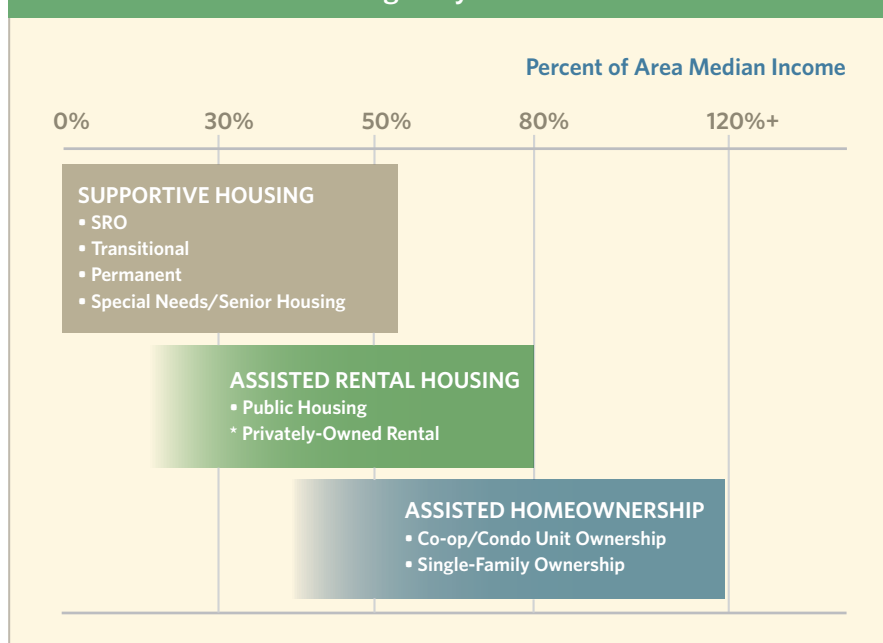 Percent of Area Median Income
0% 30% 50% 80% 120%+
SUPPORTIVE HOUSING
• SRO
• Transitional
• Permanent
• Special Needs/Senior Housing
ASSISTED RENTAL HOUSING
• Public Housing
* Privately-Owned Rental
ASSISTED HOMEOWNERSHIP
• Co-op/Condo Unit Ownership
• Single-Family Ownership